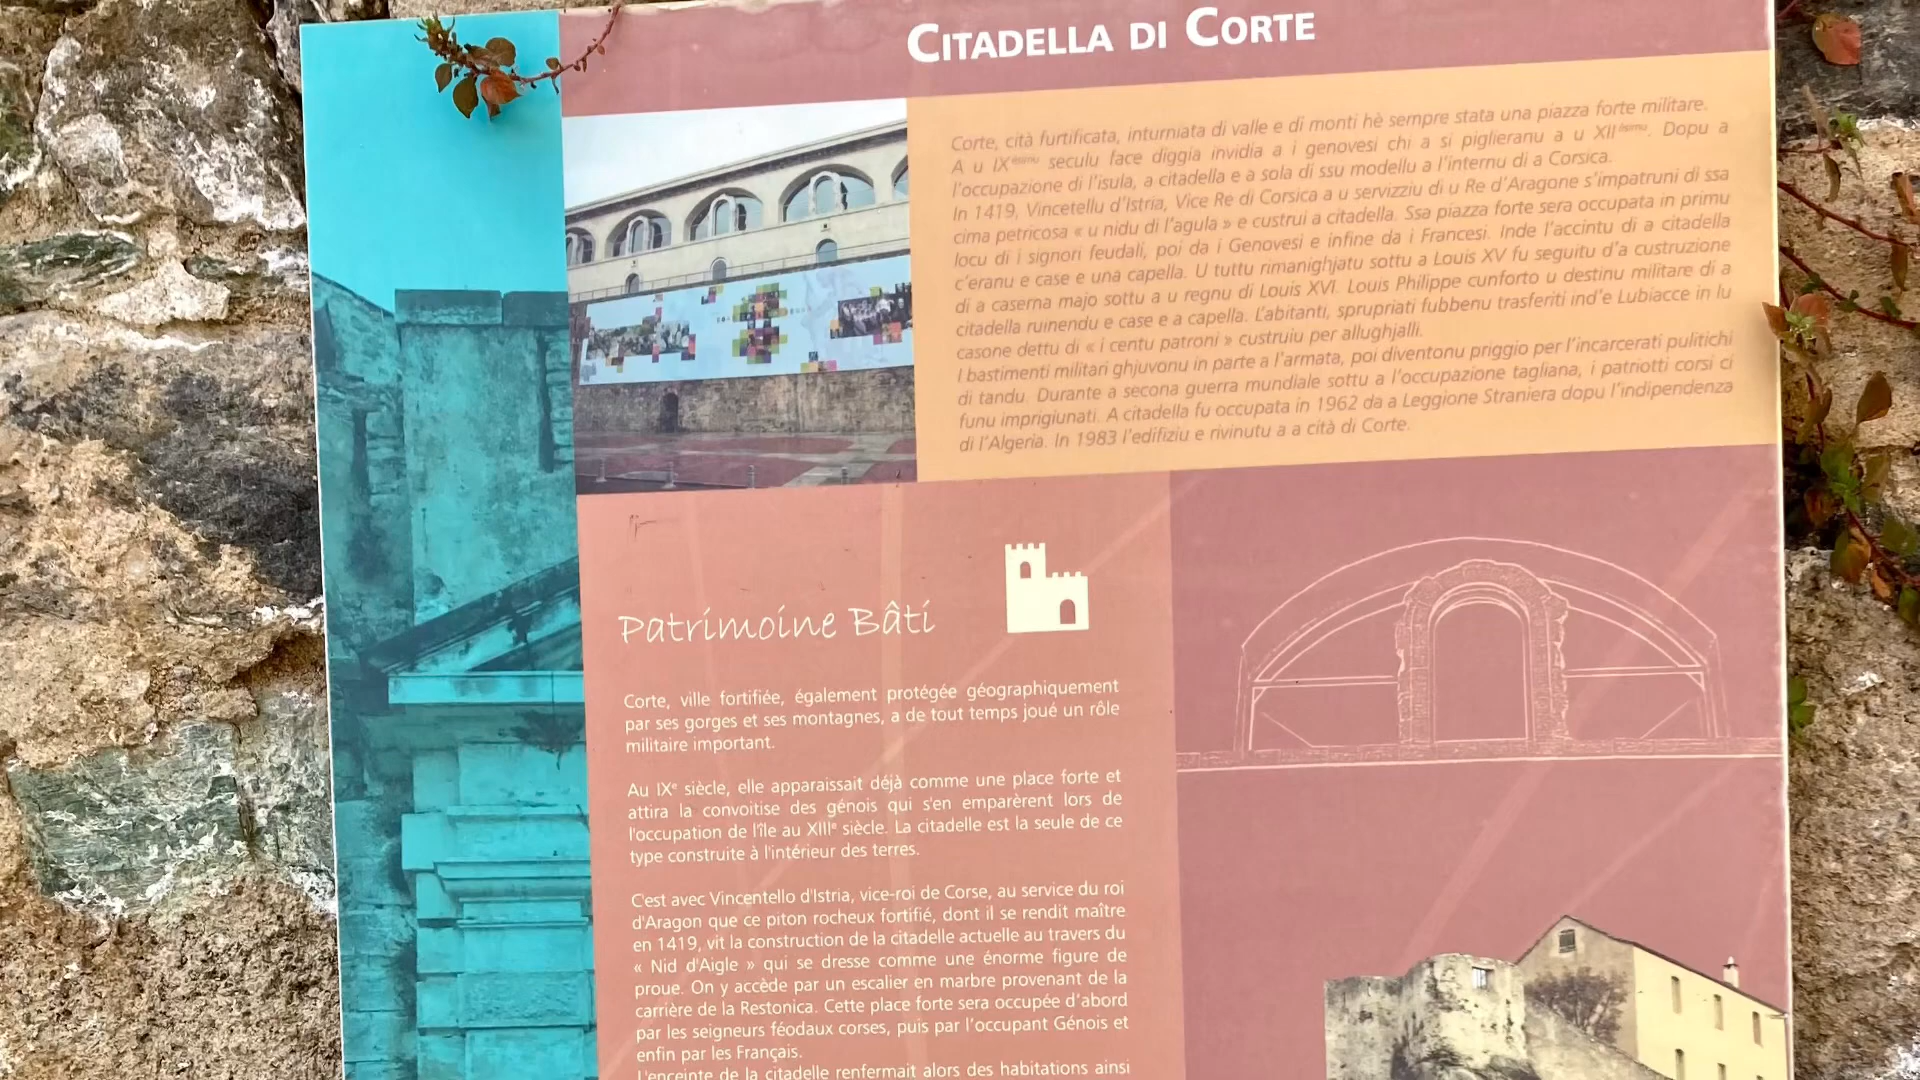 CITADELLA DI CORTE
Corte, cità furtificata, inturniata di valle e di monti hè sempre stata una piazza forte militare.
A u IXesimu seculu face diggia invidia a i genovesi chi a si piglieranu a u XIIesimu. Dopu a
l'occupazione di l'isula, a citadella e a sola di ssu modellu a l'internu di a Corsica.
In 1419, Vincetellu d'Istria, Vice Re di Corsica a u servizziu di u Re d'Aragone s'impatruni di ssa
cima petricosa « u nidu di l'agula » e custrui a citadella. Ssa piazza forte sera occupata in primu
locu di i signori feudali, poi da i Genovesi e infine da i Francesi. Inde l'accintu di a citadella
c'eranu e case e una capella. U tuttu rimanighjatu sottu a Louis XV fu seguitu d'a custruzione
di a caserna majo sottu a u regnu di Louis XVI. Louis Philippe cunforto u destinu militare di a
citadella ruinendu e case e a capella. L'abitanti, sprupriati fubbenu trasferiti ind'e Lubiacce in lu
casone dettu di « i centu patroni » custruiu per allughjalli.
I bastimenti militari ghjuvonu in parte a l'armata, poi diventonu priggio per l'incarcerati pulitichi
di tandu. Durante a secona guerra mundiale sottu a l'occupazione tagliana, i patriotti corsi ci
funu imprigiunati. A citadella fu occupata in 1962 da a Leggione Straniera dopu l'indipendenza
di l'Algeria. In 1983 l'edifiziu e rivinutu a a cità di Corte.
Patrimoine Bâti
Corte, ville fortifiée, également protégée géographiquement
par ses gorges et ses montagnes, a de tout temps joué un rôle
militaire important.
Au IXe siècle, elle apparaissait déjà comme une place forte et
attira la convoitise des génois qui s'en emparèrent lors de
l'occupation de l'île au XIIIe siècle. La citadelle est la seule de ce
type construite à l'intérieur des terres.
C'est avec Vincentello d'Istria, vice-roi de Corse, au service du roi
d'Aragon que ce piton rocheux fortifié, dont il se rendit maître
en 1419, vit la construction de la citadelle actuelle au travers du
« Nid d'Aigle » qui se dresse comme une énorme figure de
proue. On y accède par un escalier en marbre provenant de la
carrière de la Restonica. Cette place forte sera occupée d'abord
par les seigneurs féodaux corses, puis par l'occupant Génois et
enfin par les Français.
L'enceinte de la citadelle renfermait alors des habitations ainsi